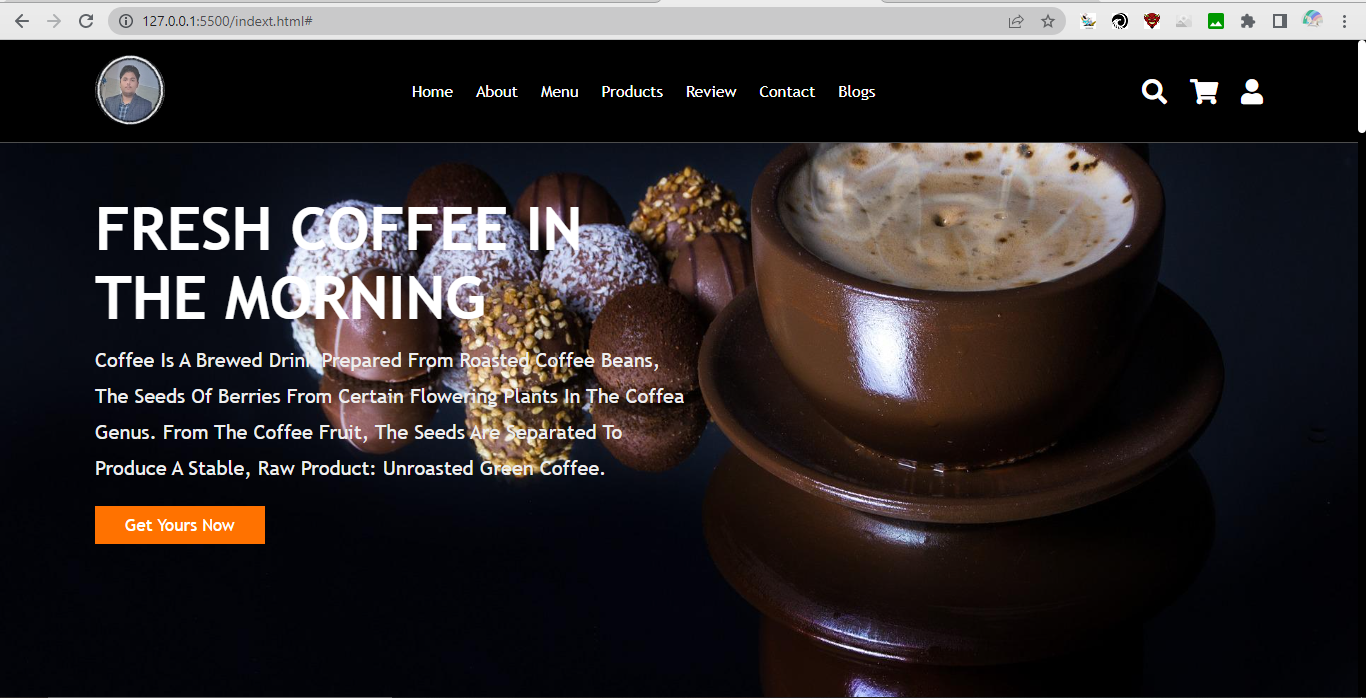 127.0.0.1:5500/indext.html#
Home About Menu Products Review Contact Blogs
FRESH COFFEE IN
THE MORNING
Coffee Is A Brewed Drink Prepared From Roasted Coffee Beans,
The Seeds Of Berries From Certain Flowering Plants In The Coffea
Genus. From The Coffee Fruit, The Seeds Are Separated To
Produce A Stable, Raw Product: Unroasted Green Coffee.
Get Yours Now